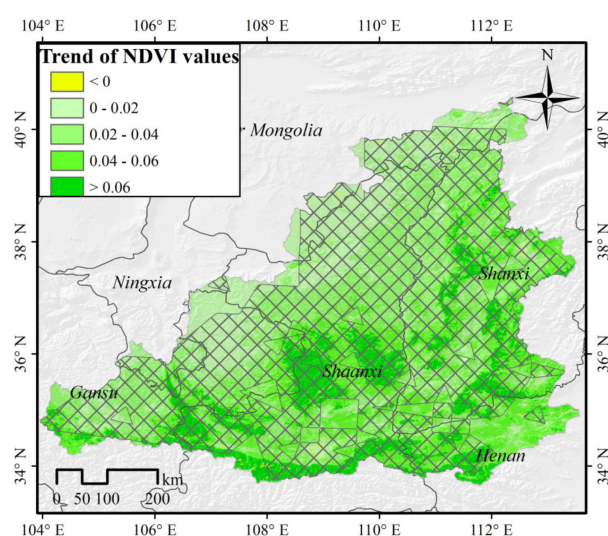 104° E 106° E 108° E 110° E 112° E
Trend of NDVI values
< 0
0 - 0.02
0.02 - 0.04
0.04 - 0.06
> 0.06
N
r Mongolia
40° N
40° N
38° N
38° N
Ningxia
Shanxi
36° N
36° N
Shaanxi
Gansu
34° N
34° N
Henan
km
0 50 100 200
104° E 106° E 108° E 110° E 112° E